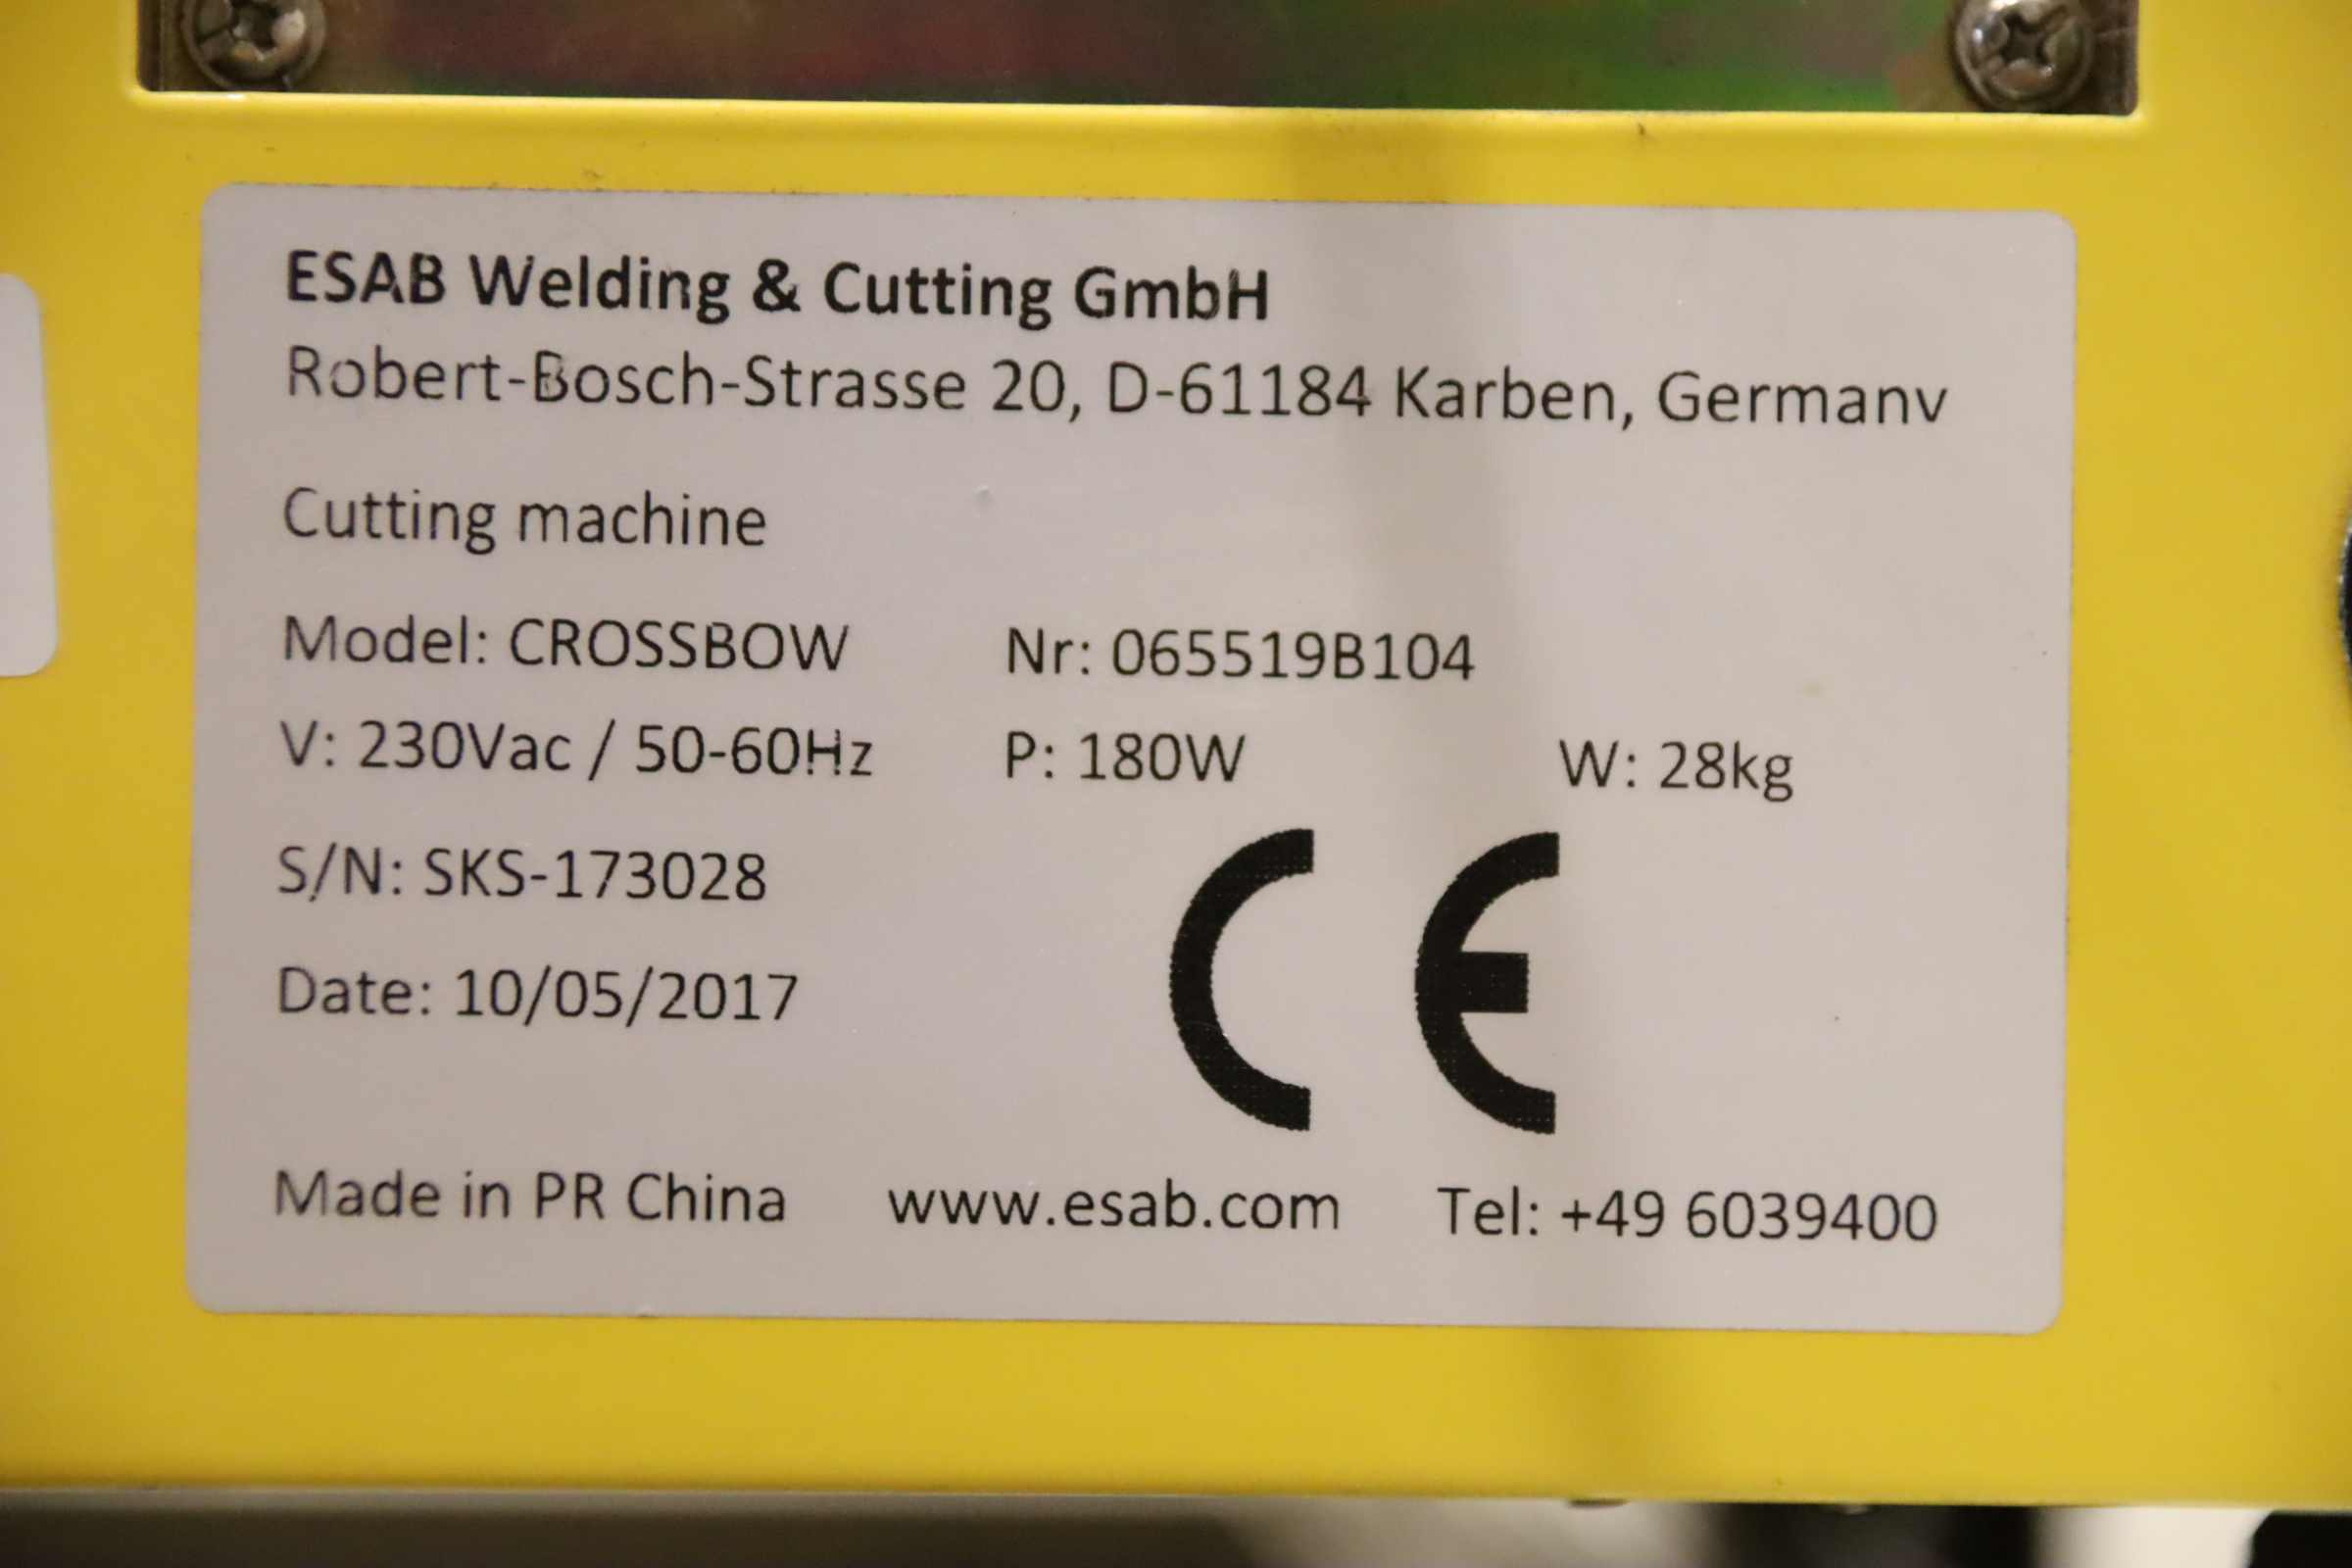 ESAB Welding & Cutting GmbH
Robert-Bosch-Strasse 20, D-61184 Karben, Germanv
Cutting machine
Model: CROSSBOW Nr: 065519B104
V: 230Vac / 50-60Hz P: 180W W: 28kg
S/N: SKS-173028
Date: 10/05/2017
CE
Made in PR China www.esab.com Tel: +49 6039400